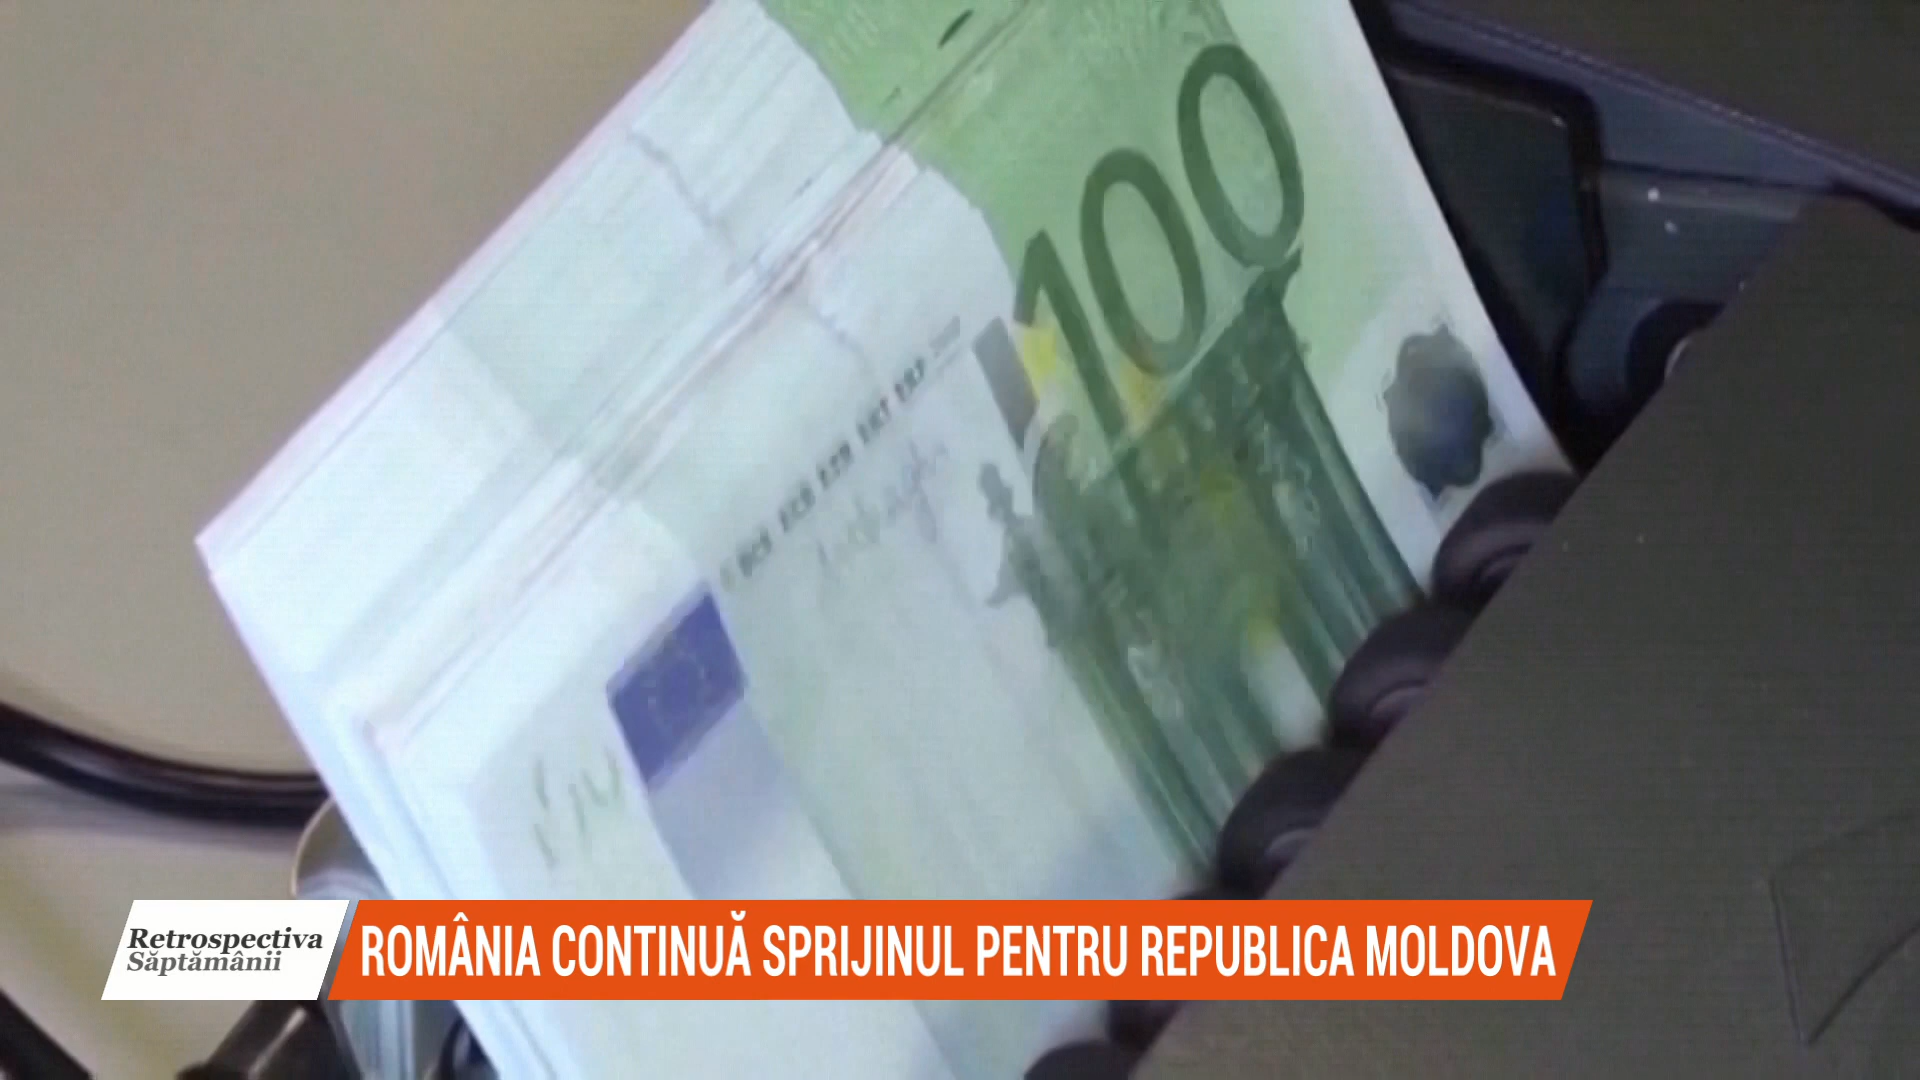 100
Retrospectiva
Săptămânii
ROMÂNIA CONTINUĂ SPRIJINUL PENTRU REPUBLICA MOLDOVA